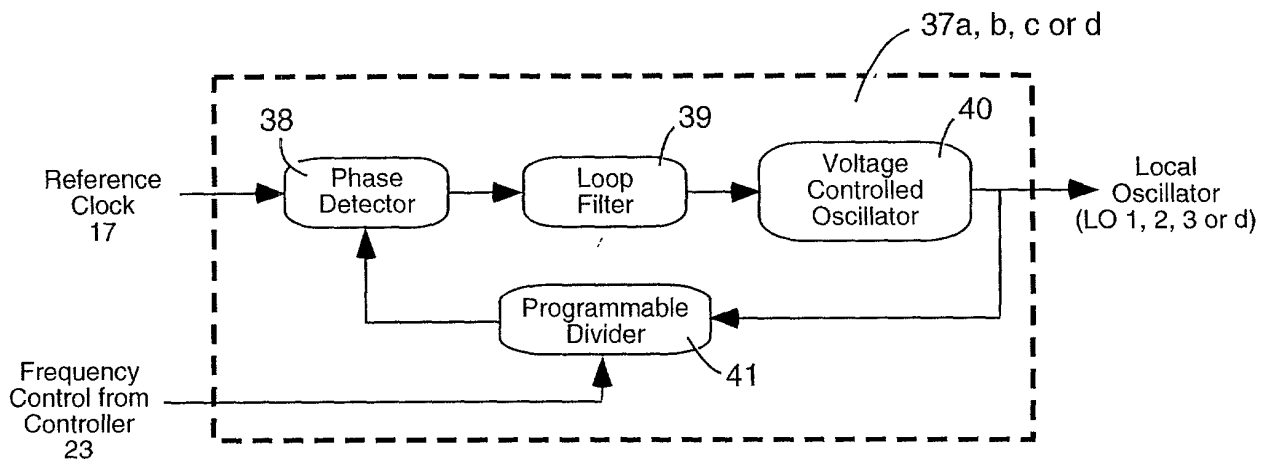 37a, b, c or d
38
39
40
Reference
Clock
17
Phase
Detector
Loop
Filter
Voltage
Controlled
Oscillator
Local
Oscillator
(LO 1, 2, 3 or d)
Programmable
Divider
41
Frequency
Control from
Controller
23